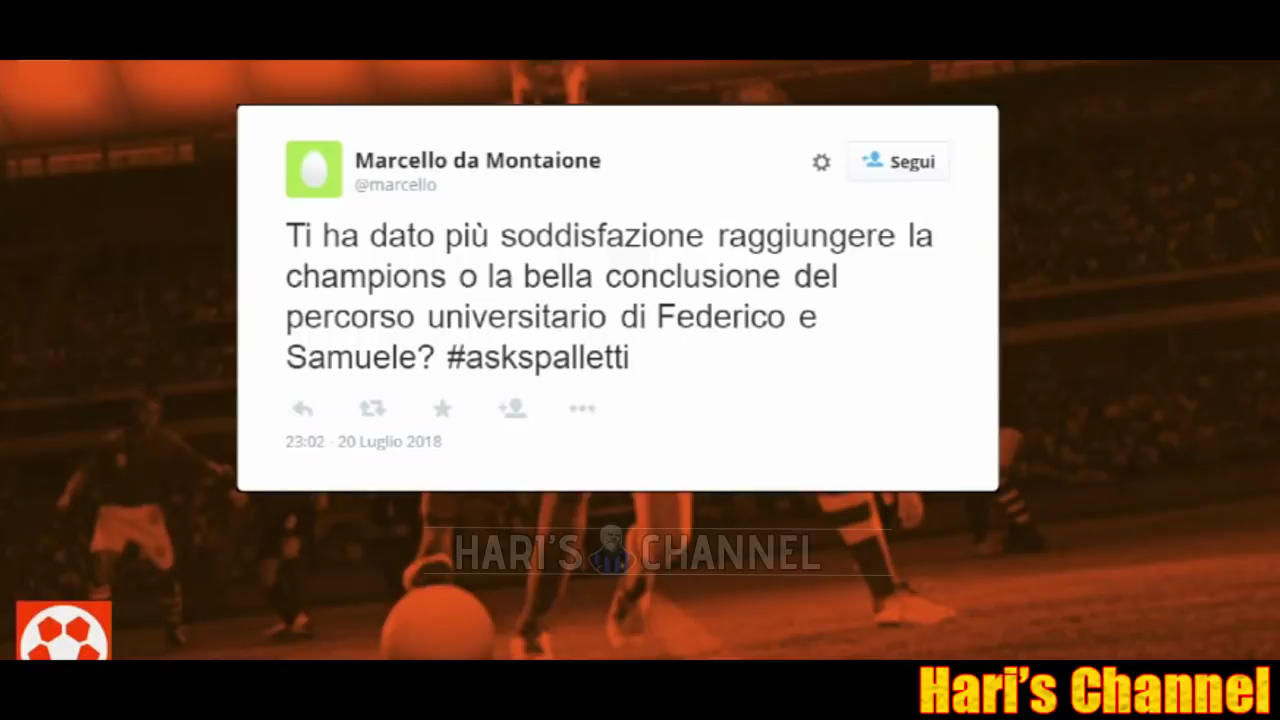 Marcello da Montaione
@marcello
Segui
Ti ha dato più soddisfazione raggiungere la
champions o la bella conclusione del
percorso universitario di Federico e
Samuele? #askspalletti
23:02 - 20 Luglio 2018
HARI'S CHANNEL
Hari's Channel